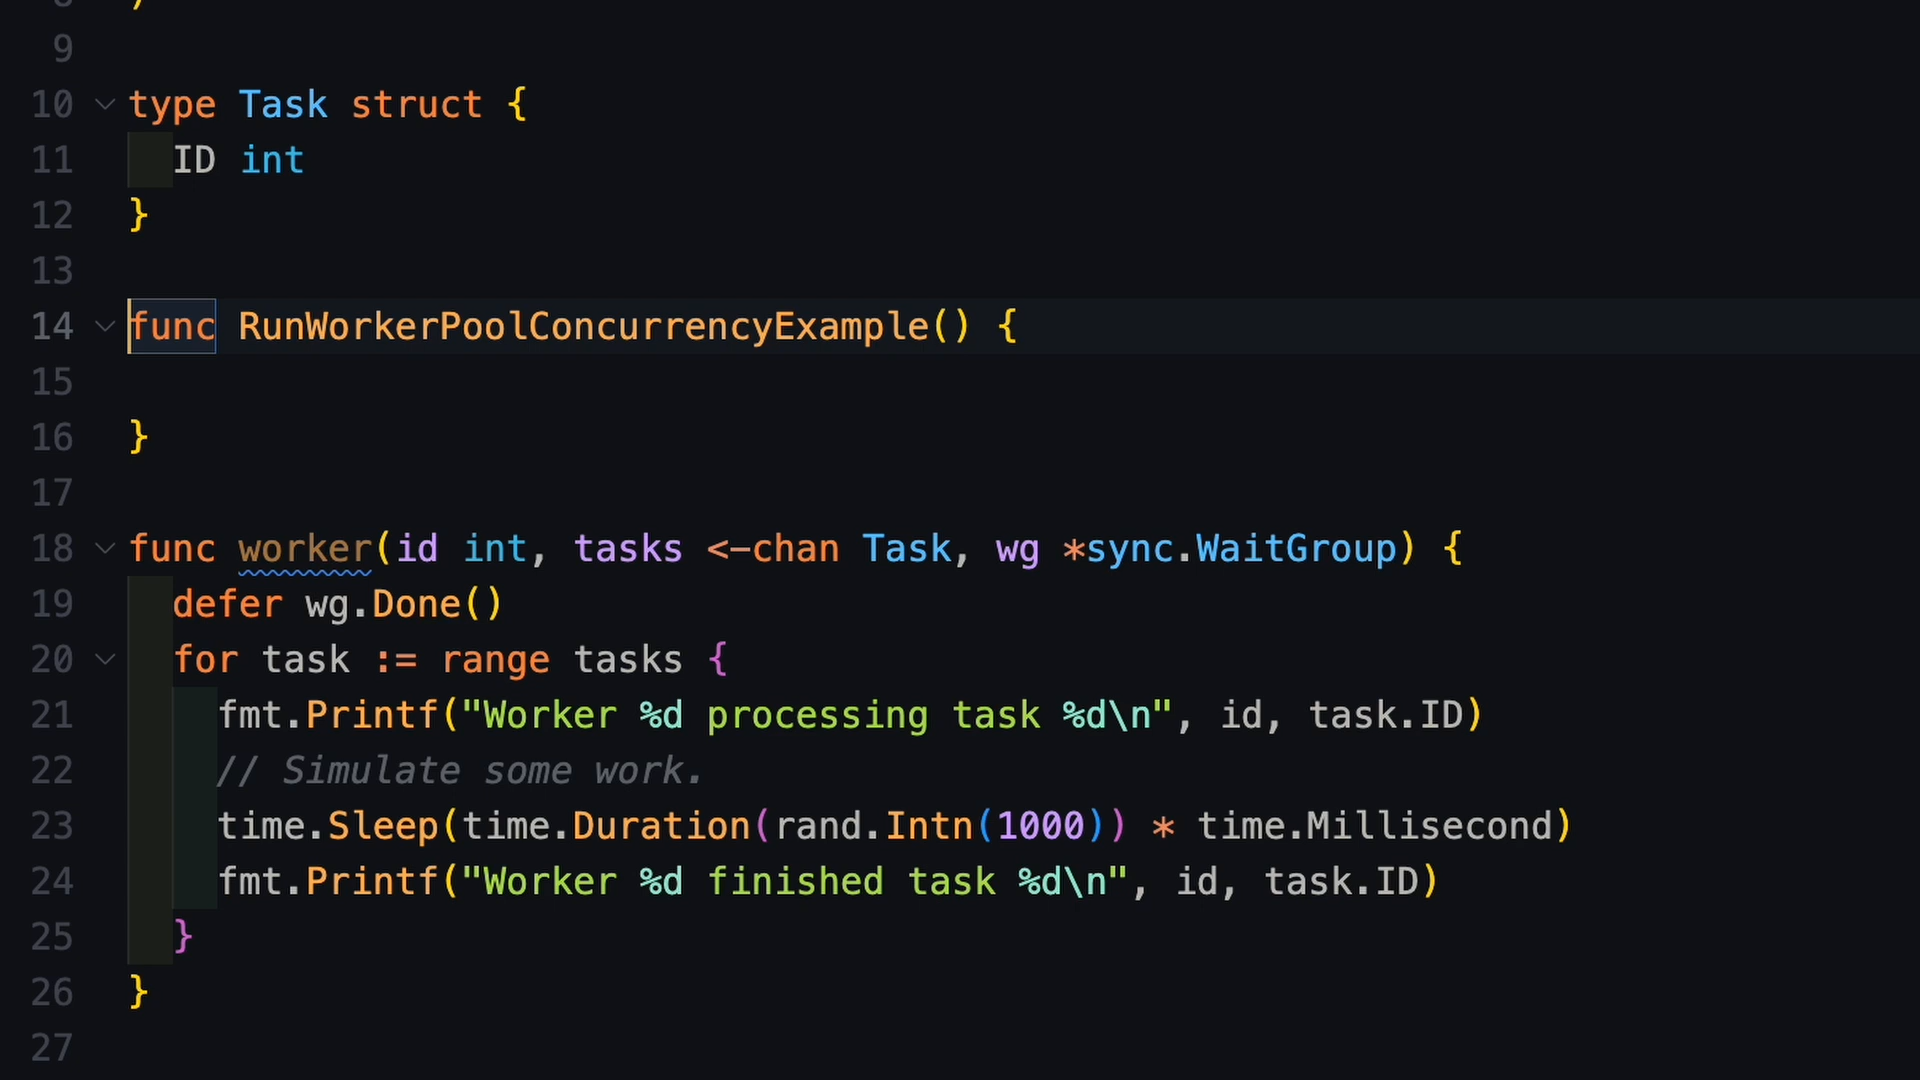 9
10 type Task struct {
11 ID int
12 }
13
14 func RunWorkerPoolConcurrencyExample() {
15
16 }
17
18 func worker(id int, tasks <-chan Task, wg *sync.WaitGroup) {
19 defer wg.Done()
20 for task := range tasks {
21 fmt.Printf("Worker %d processing task %d\n", id, task.ID)
22 // Simulate some work.
23 time.Sleep(time.Duration(rand.Intn(1000)) * time.Millisecond)
24 fmt.Printf("Worker %d finished task %d\n", id, task.ID)
25 }
26 }
27